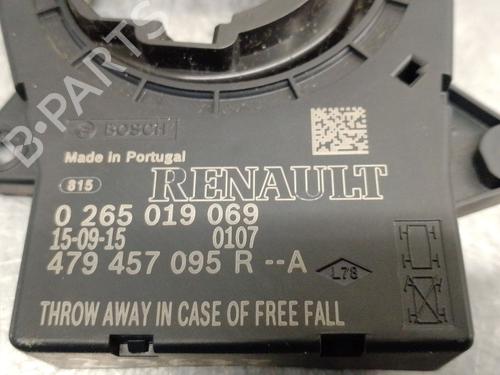 B-PARTS
BOSCH
Made in Portugal
815
RENAULT
0 265 019 069
15-09-15 0107
479 457 095 R --A
L78
THROW AWAY IN CASE OF FREE FALL